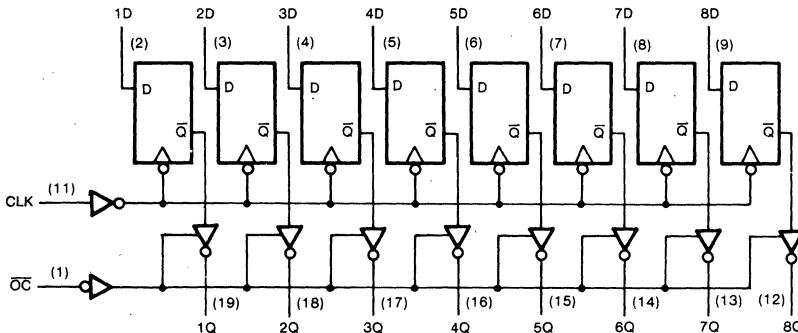 1D 2D 3D 4D 5D 6D 7D 8D
(2) (3) (4) (5) (6) (7) (8) (9)
D D D D D D D D
Q̅ Q̅ Q̅ Q̅ Q̅ Q̅ Q̅ Q̅
CLK (11)
O̅C̅ (1)
(19) (18) (17) (16) (15) (14) (13) (12)
1Q 2Q 3Q 4Q 5Q 6Q 7Q 8Q